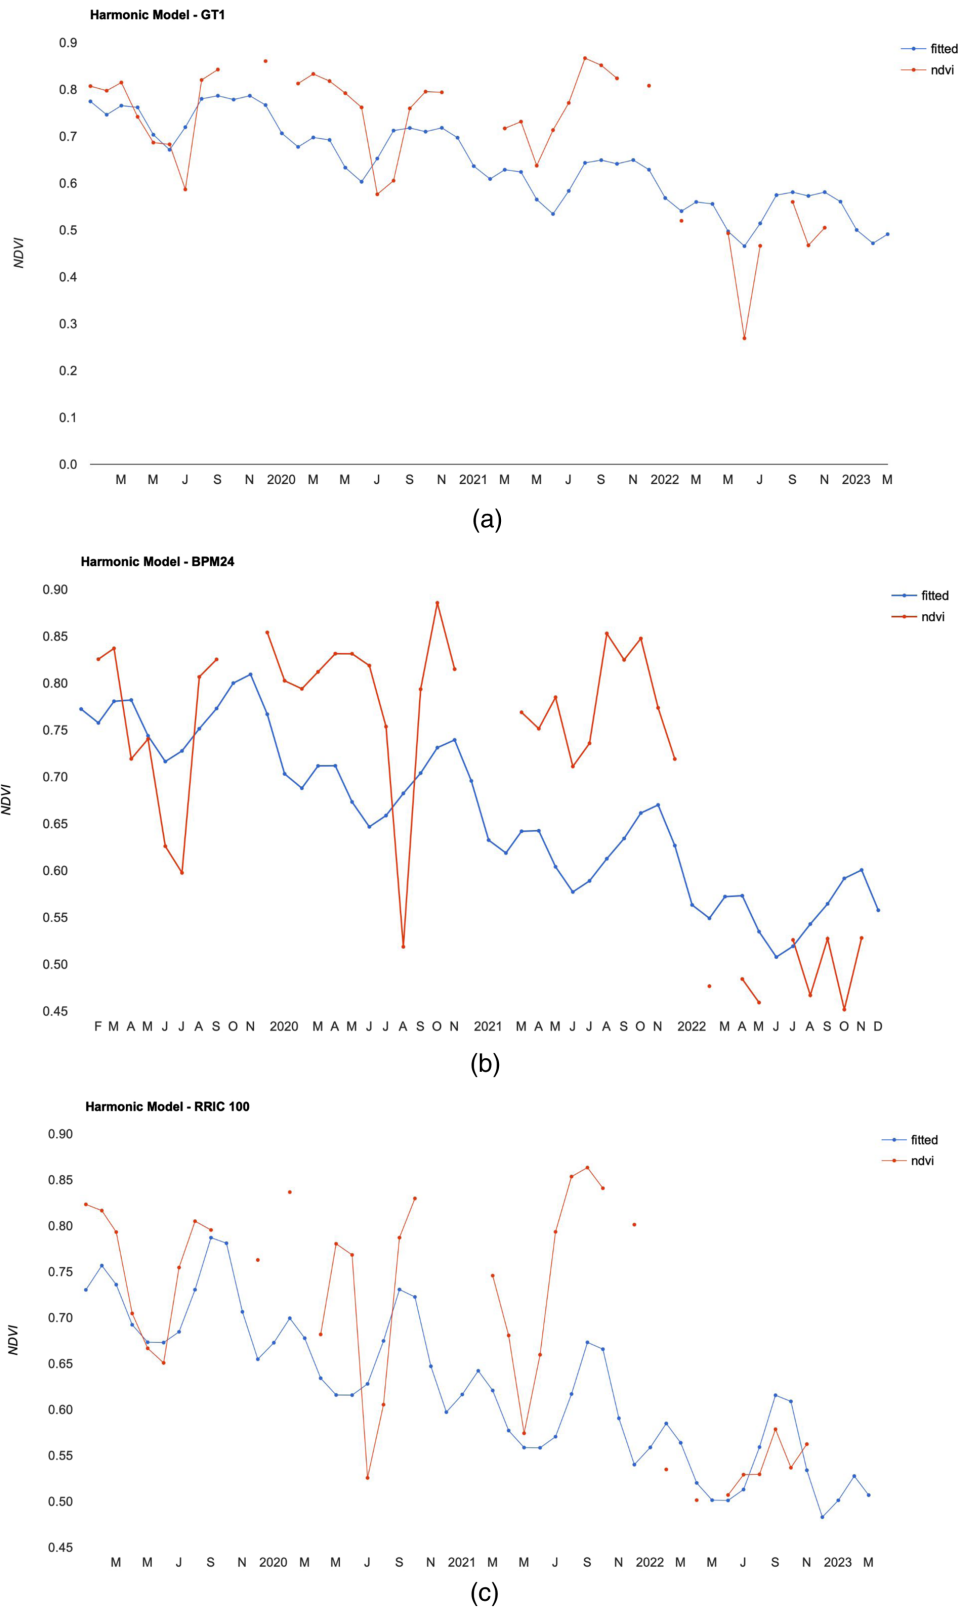 Harmonic Model - GT1
0.9
0.8
0.7
0.6
0.5
0.4
0.3
0.2
0.1
0.0
NDVI
fitted
ndvi
M M J S N 2020 M M J S N 2021 M M J S N 2022 M M J S N 2023 M
(a)
Harmonic Model - BPM24
0.90
0.85
0.80
0.75
0.70
0.65
0.60
0.55
0.50
0.45
NDVI
fitted
ndvi
F M A M J J A S O N 2020 M A M J J A S O N 2021 M A M J J A S O N 2022 M A M J J A S O N D
(b)
Harmonic Model - RRIC 100
0.90
0.85
0.80
0.75
0.70
0.65
0.60
0.55
0.50
0.45
NDVI
fitted
ndvi
M M J S N 2020 M M J S N 2021 M M J S N 2022 M M J S N 2023 M
(c)